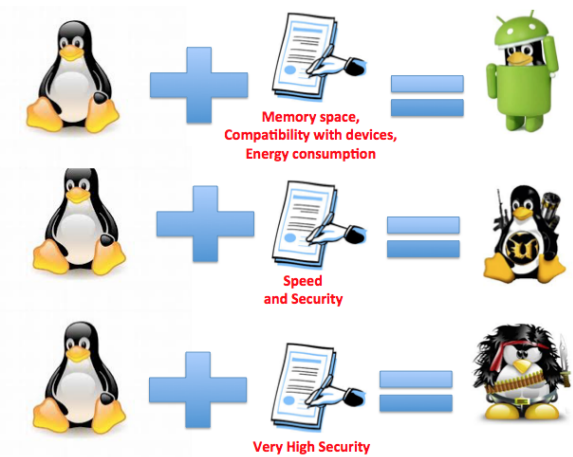 Memory space,
Compatibility with devices,
Energy consumption
Speed
and Security
Very High Security